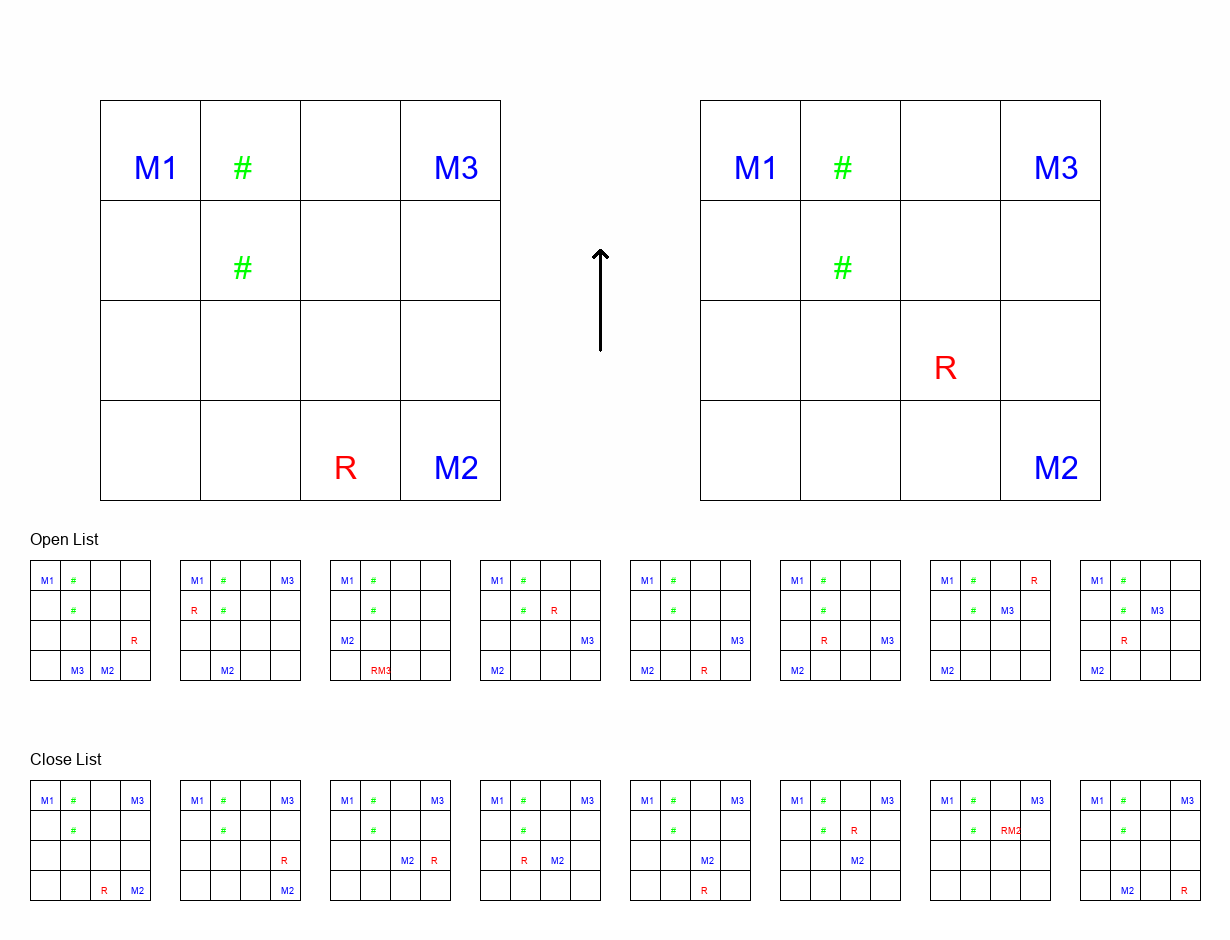 M1 # M3 M1 # M3
# #
R
R M2 M2
Open List
M1 # M1 # M3 M1 # M1 # M1 # M1 # M1 # R M1 #
# R # # # R # # # M3 # M3
R M2 M3 M3 R M3 R
M3 M2 M2 RM3 M2 M2 R M2 M2 M2
Close List
M1 # M3 M1 # M3 M1 # M3 M1 # M3 M1 # M3 M1 # M3 M1 # M3 M1 # M3
# # # # # # R # RM2 #
R M2 R R M2 M2 M2
R M2 M2 R M2 R